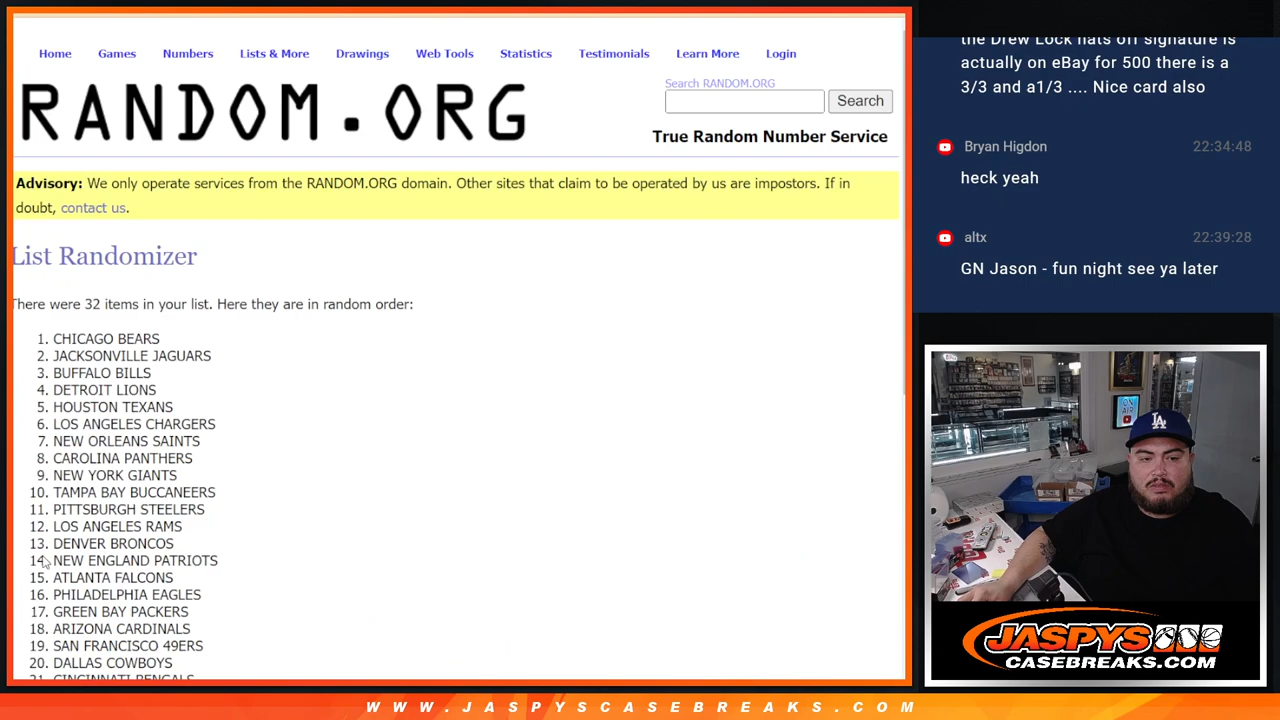 Home Games Numbers Lists & More Drawings Web Tools Statistics Testimonials Learn More Login
RANDOM.ORG
Search RANDOM.ORG
Search
True Random Number Service
Advisory: We only operate services from the RANDOM.ORG domain. Other sites that claim to be operated by us are impostors. If in
doubt, contact us.
List Randomizer
There were 32 items in your list. Here they are in random order:
1. CHICAGO BEARS
2. JACKSONVILLE JAGUARS
3. BUFFALO BILLS
4. DETROIT LIONS
5. HOUSTON TEXANS
6. LOS ANGELES CHARGERS
7. NEW ORLEANS SAINTS
8. CAROLINA PANTHERS
9. NEW YORK GIANTS
10. TAMPA BAY BUCCANEERS
11. PITTSBURGH STEELERS
12. LOS ANGELES RAMS
13. DENVER BRONCOS
14. NEW ENGLAND PATRIOTS
15. ATLANTA FALCONS
16. PHILADELPHIA EAGLES
17. GREEN BAY PACKERS
18. ARIZONA CARDINALS
19. SAN FRANCISCO 49ERS
20. DALLAS COWBOYS
21. CINCINNATI BENGALS
the Drew Lock hats off signature is
actually on eBay for 500 there is a
3/3 and a1/3 .... Nice card also
Bryan Higdon 22:34:48
heck yeah
altx 22:39:28
GN Jason - fun night see ya later
ON
AIR
JASPYS
CASEBREAKS.COM
WWW.JASPYSCASEBREAKS.COM